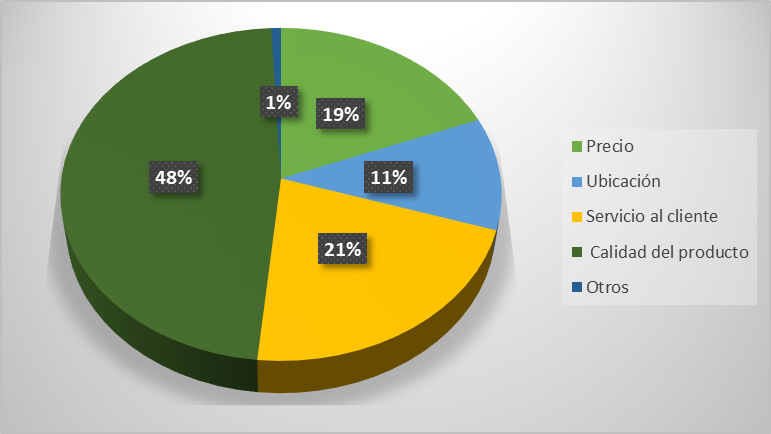 1%
19%
11%
48%
21%
Precio
Ubicación
Servicio al cliente
Calidad del producto
Otros